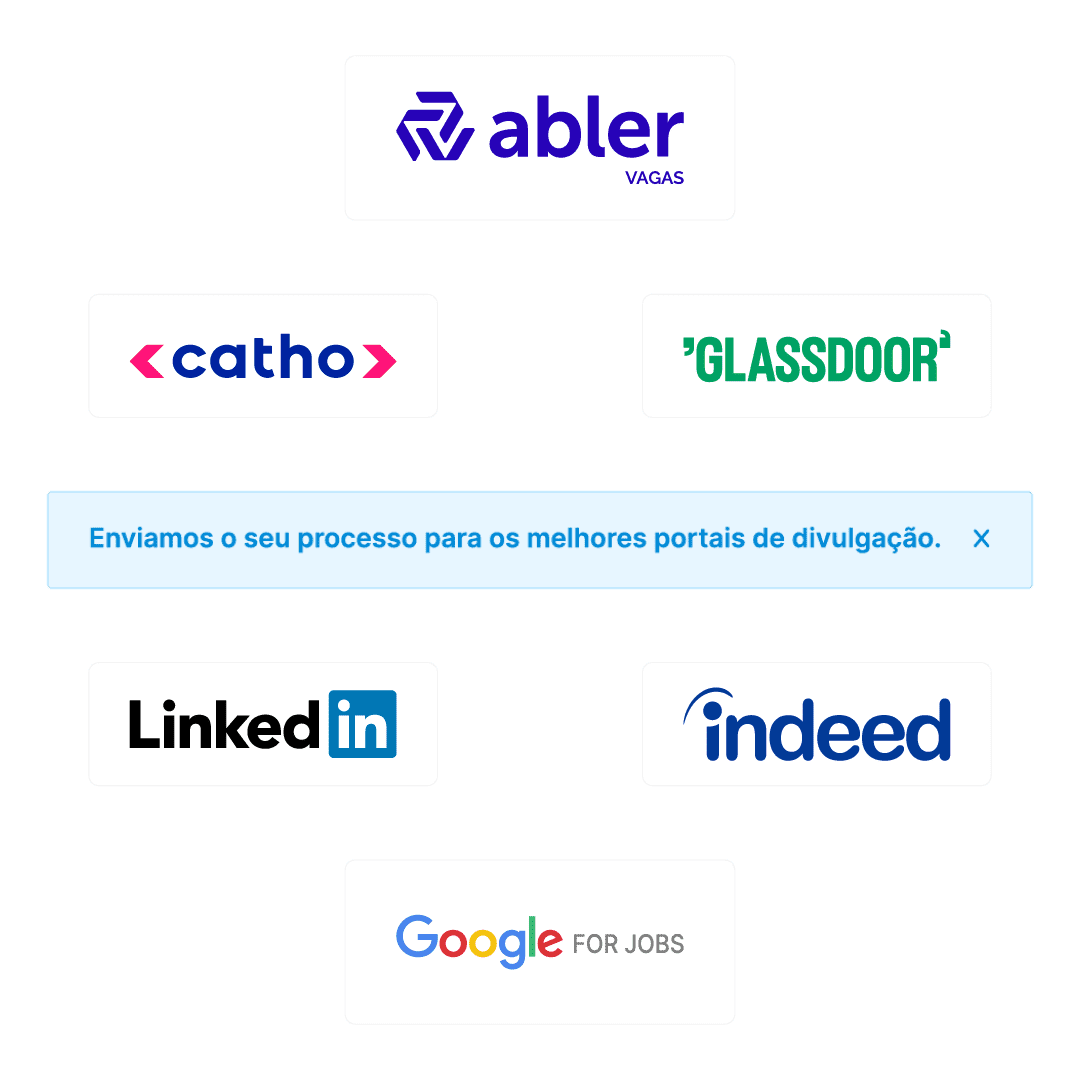 abler
VAGAS
catho
GLASSDOOR
Enviamos o seu processo para os melhores portais de divulgação.
Linkedin
indeed
Google FOR JOBS